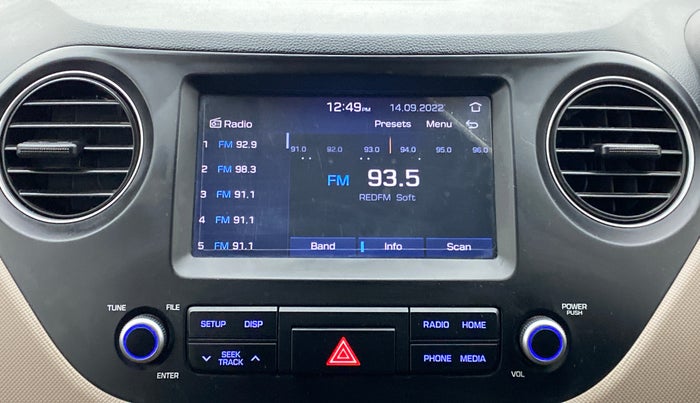 12:49PM 14.09.2022
Radio Presets Menu
1 FM 92.9
2 FM 98.3
3 FM 91.1
4 FM 91.1
5 FM 91.1
91.0 92.0 93.0 94.0 95.0 96.0
FM 93.5
REDFM Soft
Band Info Scan
TUNE FILE
ENTER
SETUP DISP
SEEK
TRACK
RADIO HOME
PHONE MEDIA
POWER
PUSH
VOL